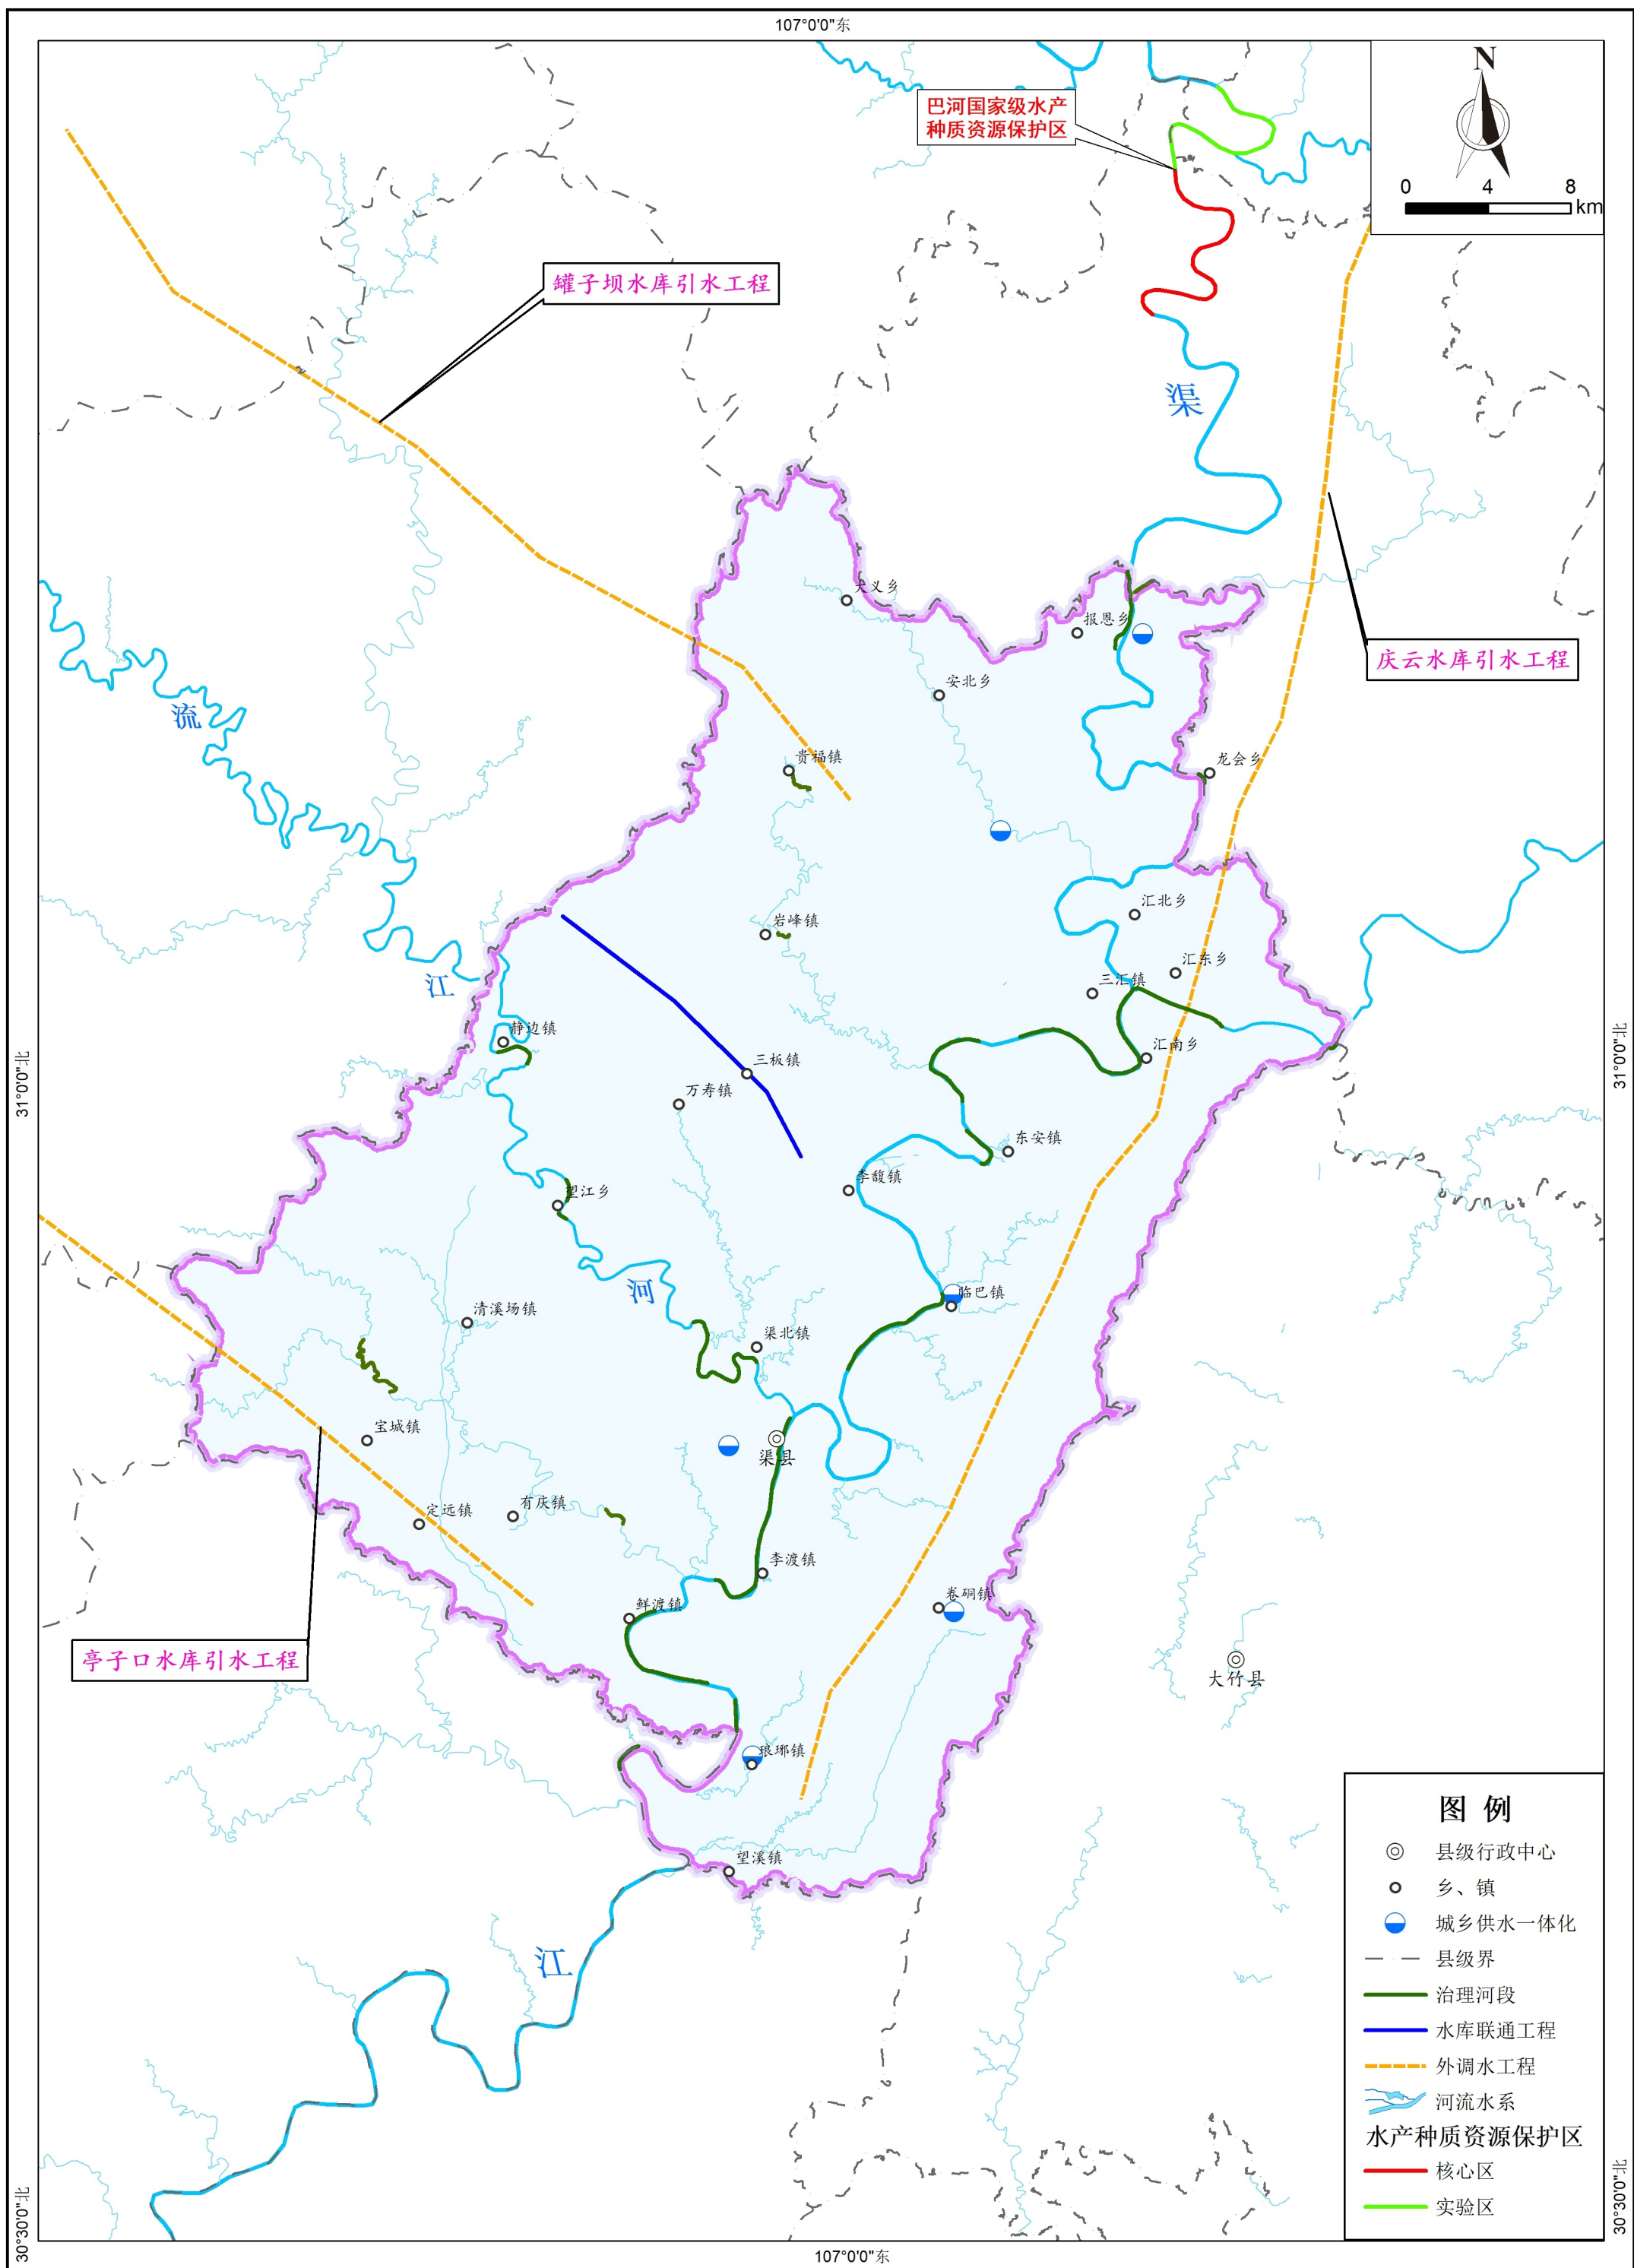 107°0'0"东
N
0 4 8 km
巴河国家级水产
种质资源保护区
罐子坝水库引水工程
渠
庆云水库引水工程
大义乡
报恩乡
安北乡
流
贵福镇
龙会乡
汇北乡
岩峰镇
汇东乡
江
三汇镇
静边镇
汇南乡
三板镇
31°0'0"北
31°0'0"北
万寿镇
东安镇
李馥镇
望江乡
河
临巴镇
清溪场镇
渠北镇
宝城镇
渠县
有庆镇
定远镇
李渡镇
卷硐镇
鲜渡镇
亭子口水库引水工程
大竹县
琅琊镇
望溪镇
江
图 例
县级行政中心
乡、镇
城乡供水一体化
县级界
治理河段
水库联通工程
外调水工程
河流水系
水产种质资源保护区
核心区
实验区
30°30'0"北
30°30'0"北
107°0'0"东